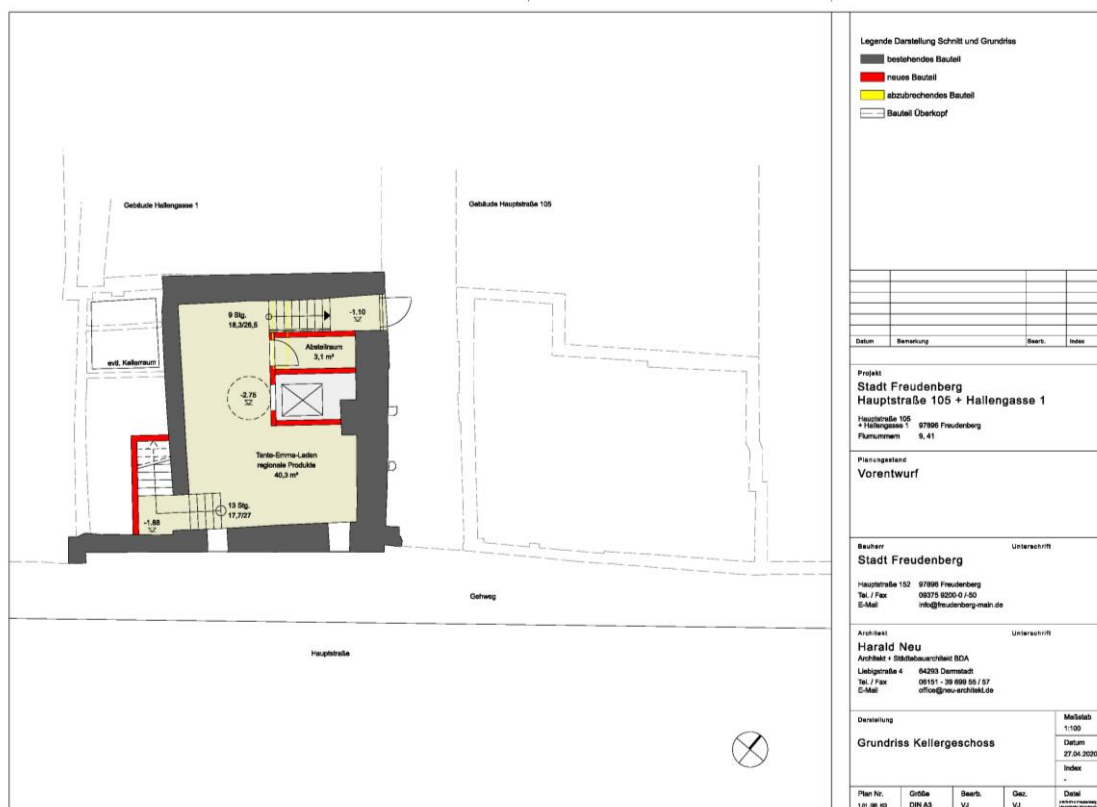 Gebäude Hallengasse 1
Gebäude Hauptstraße 105
9 Stg.
18,3/26,5
-1.10
Abstellraum
3,1 m²
evtl. Kellerraum
-2.75
Tante-Emma-Laden
regionale Produkte
40,3 m²
13 Stg.
17,7/27
-1.88
Gehweg
Hauptstraße
Legende Darstellung Schnitt und Grundriss
bestehendes Bauteil
neues Bauteil
abzubrechendes Bauteil
Bauteil Überkopf
Datum Bemerkung Bearb. Index
Projekt
Stadt Freudenberg
Hauptstraße 105 + Hallengasse 1
Hauptstraße 105
+ Hallengasse 1 97896 Freudenberg
Flurnummern 9, 41
Planungsstand
Vorentwurf
Bauherr Unterschrift
Stadt Freudenberg
Hauptstraße 152 97896 Freudenberg
Tel. / Fax 09375 9200-0 /-50
E-Mail info@freudenberg-main.de
Architekt Unterschrift
Harald Neu
Architekt + Städtebauarchitekt BDA
Liebigstraße 4 64293 Darmstadt
Tel. / Fax 06151 - 39 699 55 / 57
E-Mail office@neu-architekt.de
Darstellung
Grundriss Kellergeschoss
Maßstab
1:100
Datum
27.04.2020
Index
-
Plan Nr. Größe Bearb. Gez. Datei
DIN A3 VJ VJ